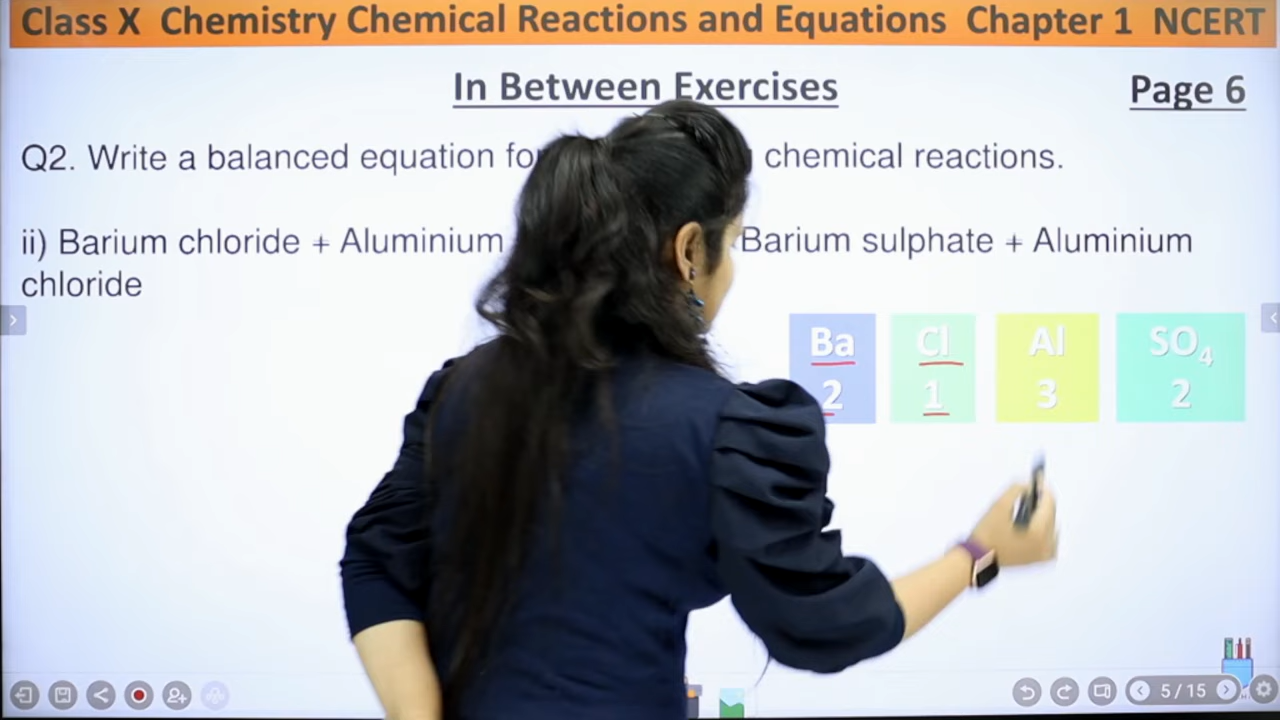 Class X Chemistry Chemical Reactions and Equations Chapter 1 NCERT
In Between Exercises
Page 6
Q2. Write a balanced equation chemical reactions.
ii) Barium chloride + Aluminium Barium sulphate + Aluminium
chloride
Ba Cl Al SO₄
2 1 3 2
5 / 15